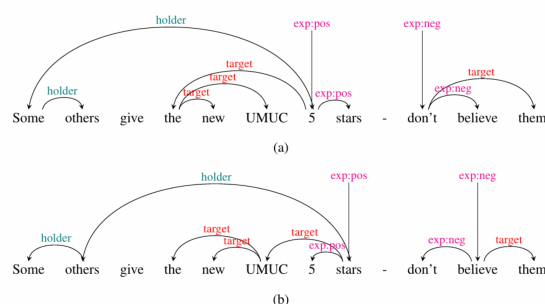 holder
exp:pos
exp:neg
target
target
target
holder
target
exp:pos
exp:neg
Some others give the new UMUC 5 stars - don't believe them
(a)
holder
exp:pos
exp:neg
holder
target
target
target
exp:pos
exp:neg
target
Some others give the new UMUC 5 stars - don't believe them
(b)